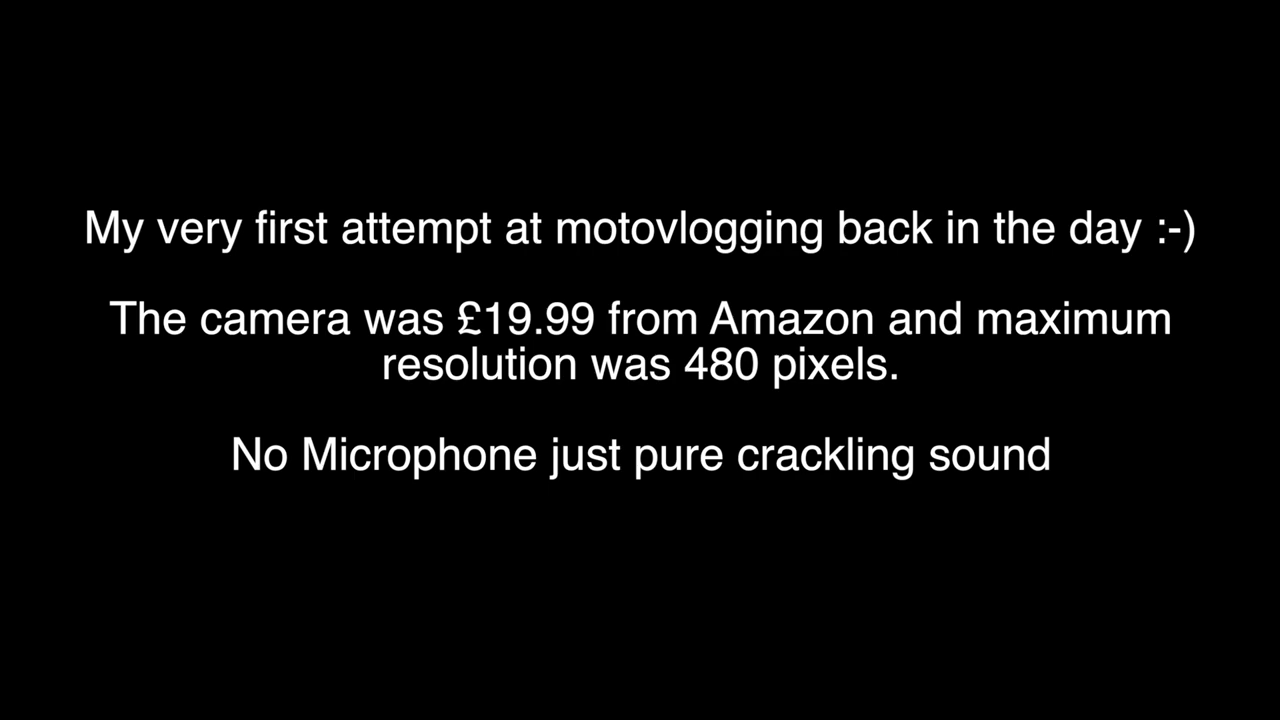 My very first attempt at motovlogging back in the day :-)
The camera was £19.99 from Amazon and maximum
resolution was 480 pixels.
No Microphone just pure crackling sound